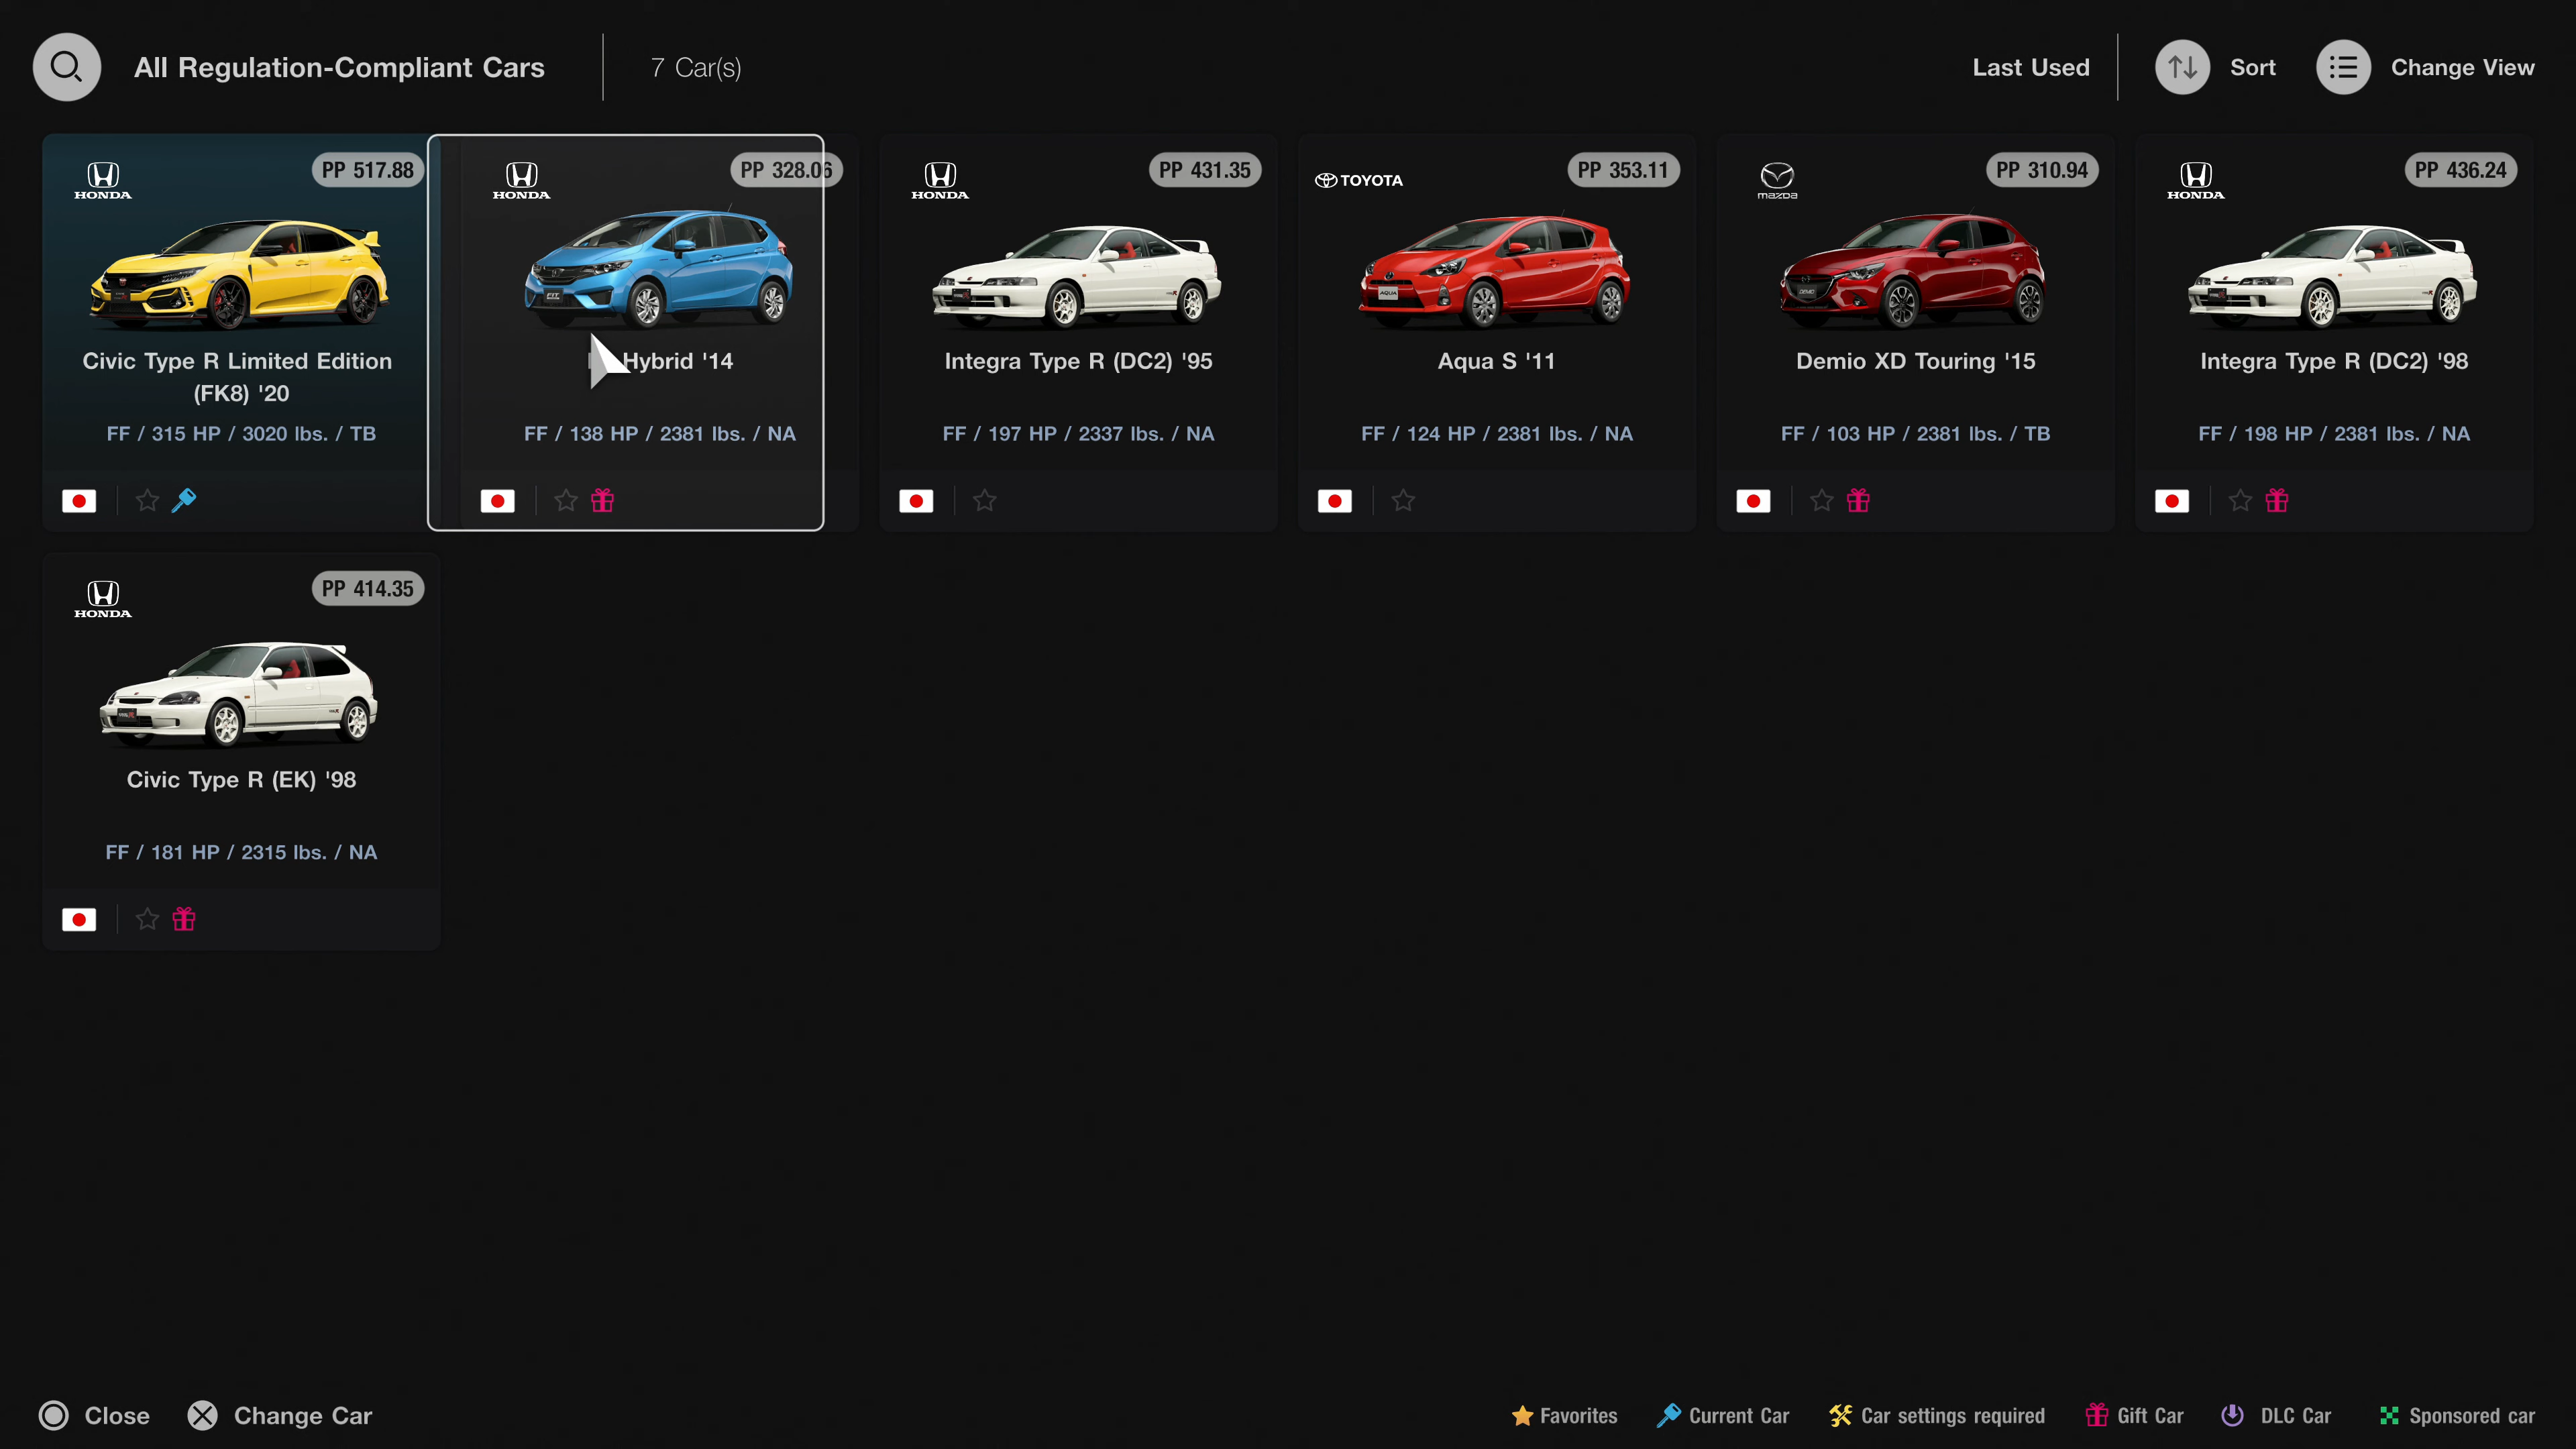 All Regulation-Compliant Cars
7 Car(s)
Last Used
Sort
Change View
HONDA
PP 517.88
Civic Type R Limited Edition
(FK8) '20
FF / 315 HP / 3020 lbs. / TB
HONDA
PP 328.06
FIT
Hybrid '14
FF / 138 HP / 2381 lbs. / NA
HONDA
PP 431.35
Integra Type R (DC2) '95
FF / 197 HP / 2337 lbs. / NA
TOYOTA
PP 353.11
AQUA
Aqua S '11
FF / 124 HP / 2381 lbs. / NA
mazda
PP 310.94
DEMIO
Demio XD Touring '15
FF / 103 HP / 2381 lbs. / TB
HONDA
PP 436.24
Integra Type R (DC2) '98
FF / 198 HP / 2381 lbs. / NA
HONDA
PP 414.35
Civic Type R (EK) '98
FF / 181 HP / 2315 lbs. / NA
Close
Change Car
Favorites
Current Car
Car settings required
Gift Car
DLC Car
Sponsored car